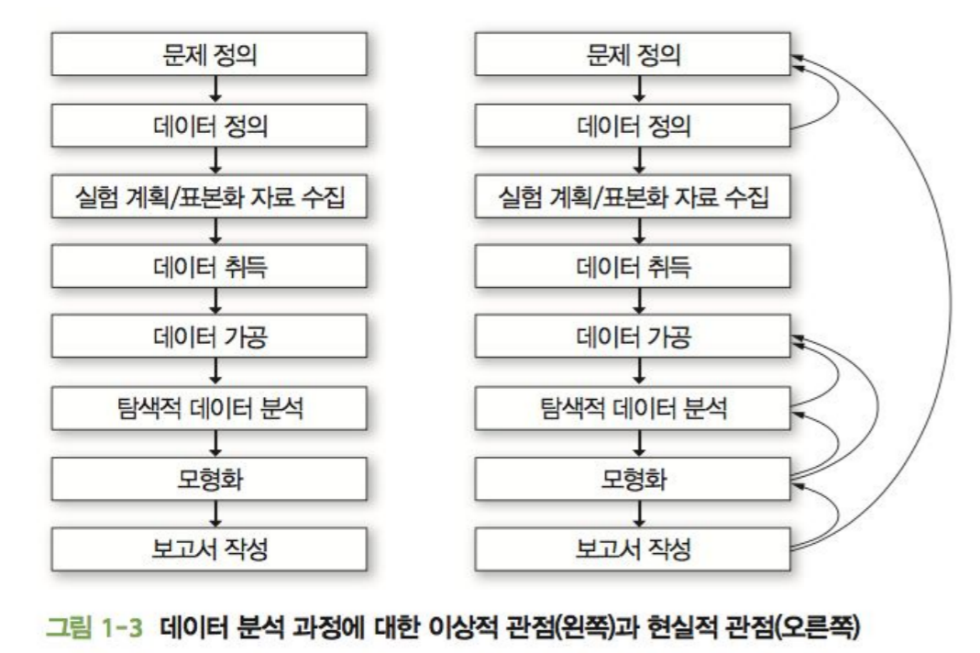 문제 정의
데이터 정의
실험 계획/표본화 자료 수집
데이터 취득
데이터 가공
탐색적 데이터 분석
모형화
보고서 작성
문제 정의
데이터 정의
실험 계획/표본화 자료 수집
데이터 취득
데이터 가공
탐색적 데이터 분석
모형화
보고서 작성
그림 1-3 데이터 분석 과정에 대한 이상적 관점(왼쪽)과 현실적 관점(오른쪽)